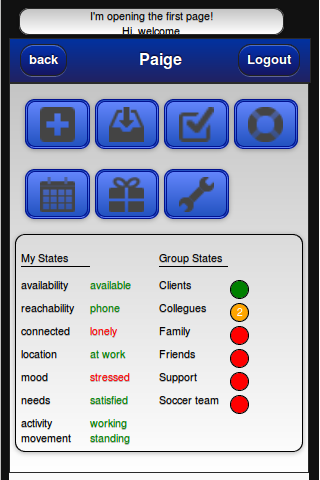 I'm opening the first page!
Hi, welcome
back
Paige
Logout
My States
Group States
availability available
Clients
reachability phone
Collegues 2
connected lonely
Family
location at work
Friends
mood stressed
Support
needs satisfied
Soccer team
activity working
movement standing